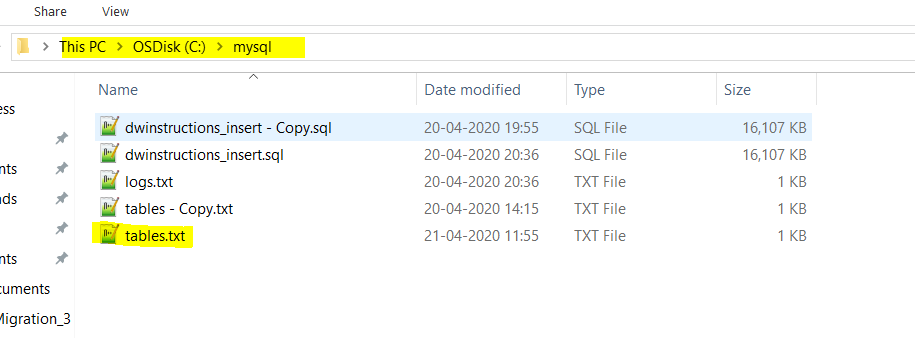 Share View
This PC > OSDisk (C:) > mysql
Name Date modified Type Size
ess
dwinstructions_insert - Copy.sql 20-04-2020 19:55 SQL File 16,107 KB
dwinstructions_insert.sql 20-04-2020 20:36 SQL File 16,107 KB
nts
logs.txt 20-04-2020 20:36 TXT File 1 KB
ads
tables - Copy.txt 20-04-2020 14:15 TXT File 1 KB
tables.txt 21-04-2020 11:55 TXT File 1 KB
nts
cuments
Migration_3